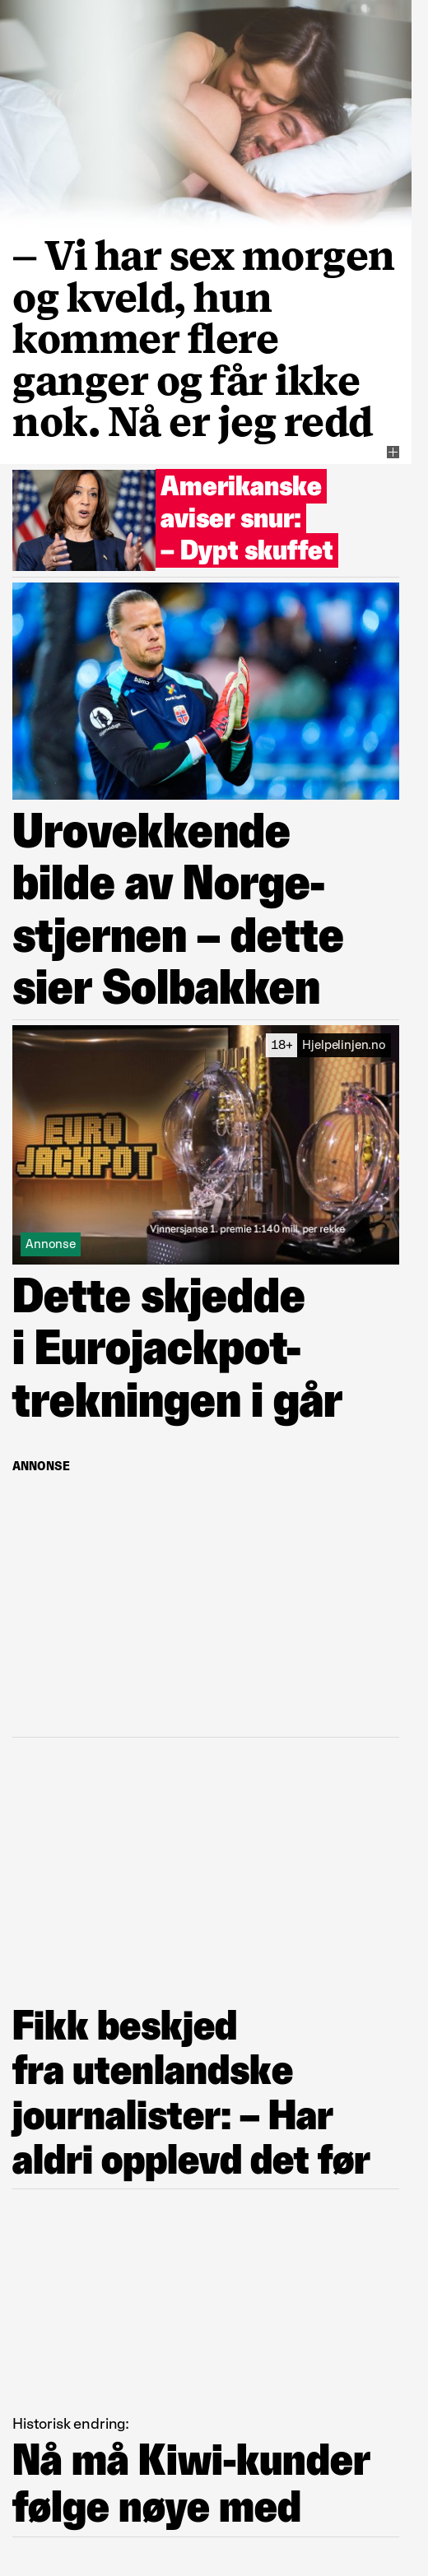 – Vi har sex morgen
og kveld, hun
kommer flere
ganger og får ikke
nok. Nå er jeg redd
Amerikanske
aviser snur:
– Dypt skuffet
Urovekkende
bilde av Norge-
stjernen – dette
sier Solbakken
18+ Hjelpelinjen.no
EURO
JACKPOT
Vinnersjanse 1. premie 1:140 mill. per rekke
Annonse
Dette skjedde
i Eurojackpot-
trekningen i går
ANNONSE
Fikk beskjed
fra utenlandske
journalister: – Har
aldri opplevd det før
Historisk endring:
Nå må Kiwi-kunder
følge nøye med